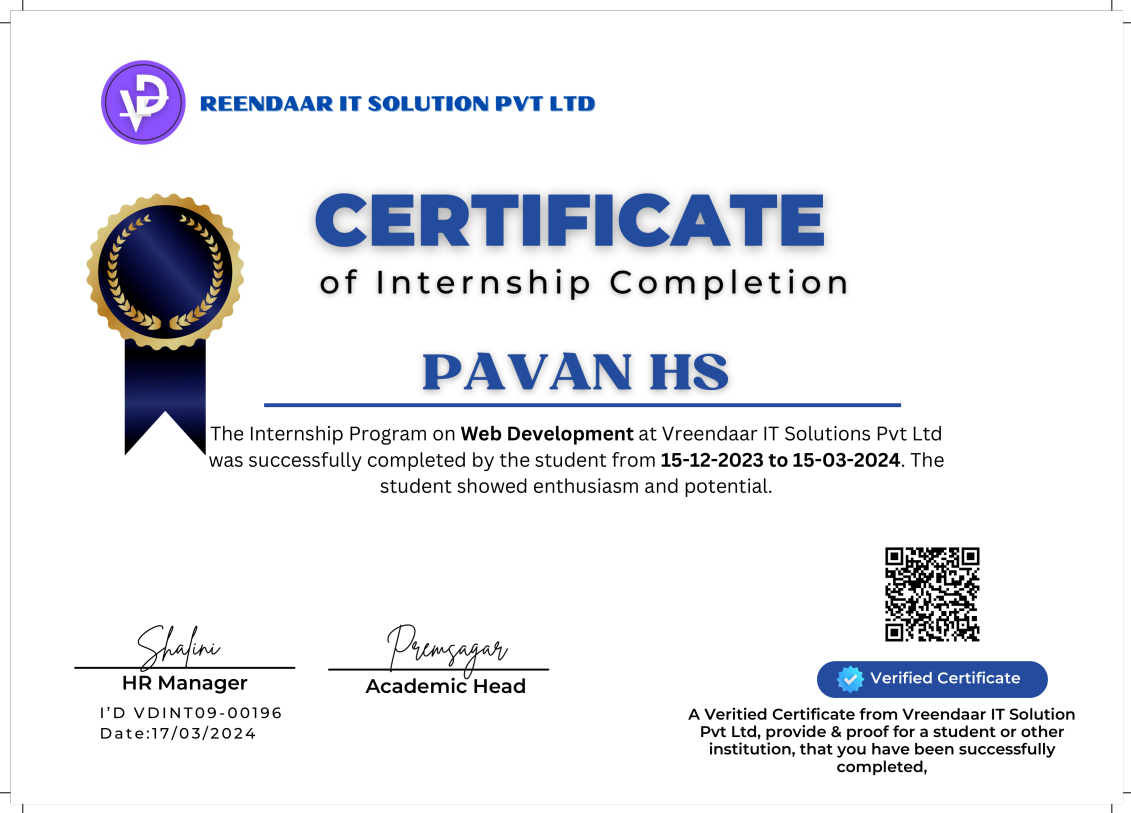 VD REENDAAR IT SOLUTION PVT LTD
CERTIFICATE
of Internship Completion
PAVAN HS
The Internship Program on Web Development at Vreendaar IT Solutions Pvt Ltd
was successfully completed by the student from 15-12-2023 to 15-03-2024. The
student showed enthusiasm and potential.
Shalini
HR Manager
I'D VDINT09-00196
Date:17/03/2024
Premsagar
Academic Head
Verified Certificate
A Veritied Certificate from Vreendaar IT Solution
Pvt Ltd, provide & proof for a student or other
institution, that you have been successfully
completed,